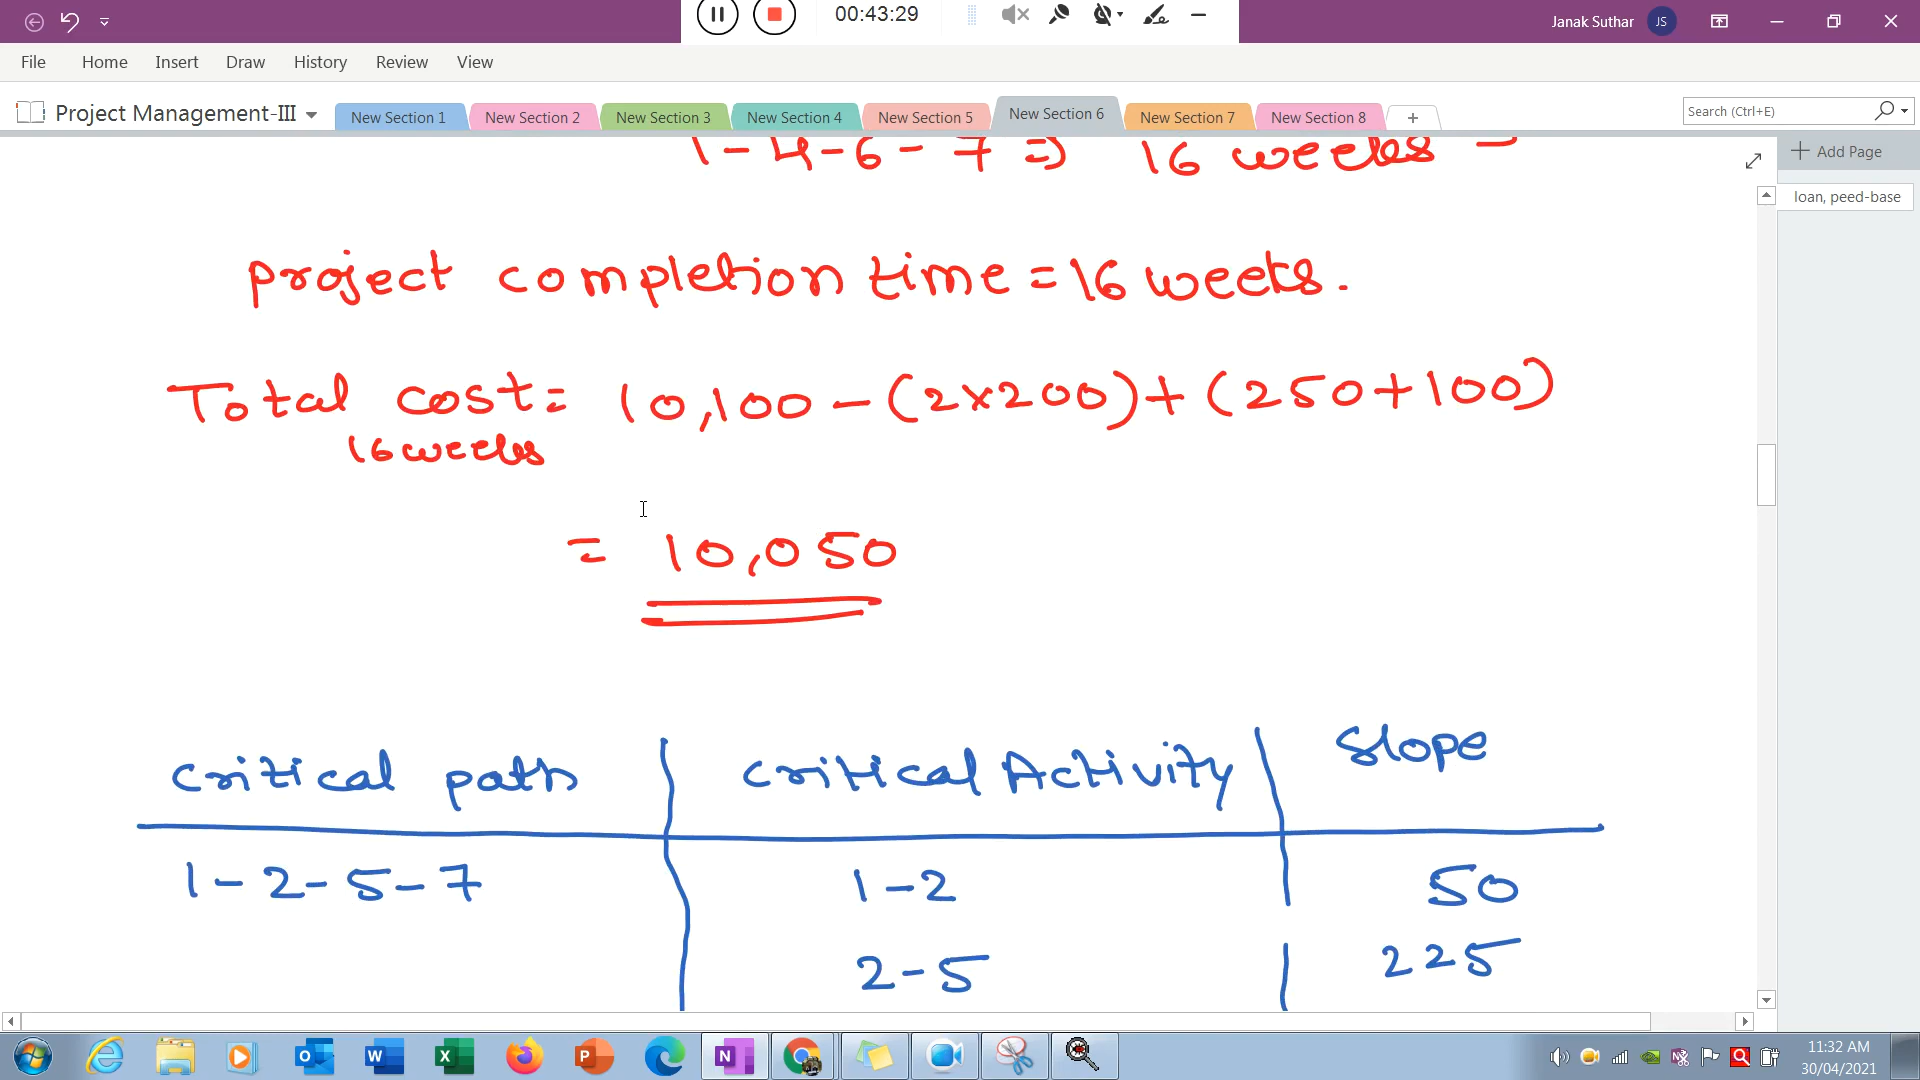 00:43:29
Janak Suthar JS
File Home Insert Draw History Review View
Project Management-III New Section 1 New Section 2 New Section 3 New Section 4 New Section 5 New Section 6 New Section 7 New Section 8 + Search (Ctrl+E)
Add Page
loan, peed-base
1-4-6-7 => 16 weeks -
project completion time = 16 weeks.
Total cost = 10,100 - (2x200) + (250+100)
16 weeks
= 10,050
critical path critical Activity slope
1-2-5-7 1-2 50
2-5 225
11:32 AM
30/04/2021